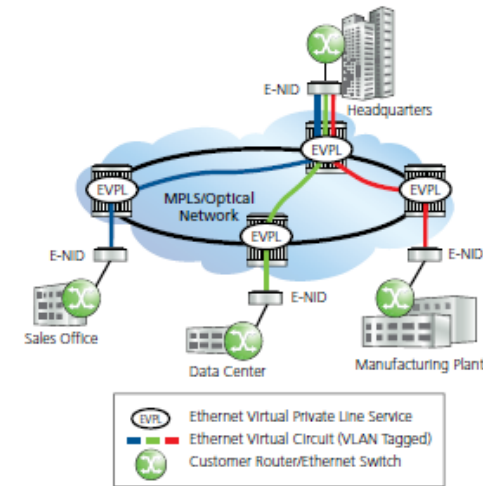 E-NID
Headquarters
EVPL
EVPL
EVPL
MPLS/Optical
Network
EVPL
E-NID
E-NID
E-NID
Sales Office
Data Center
Manufacturing Plant
EVPL Ethernet Virtual Private Line Service
Ethernet Virtual Circuit (VLAN Tagged)
Customer Router/Ethernet Switch